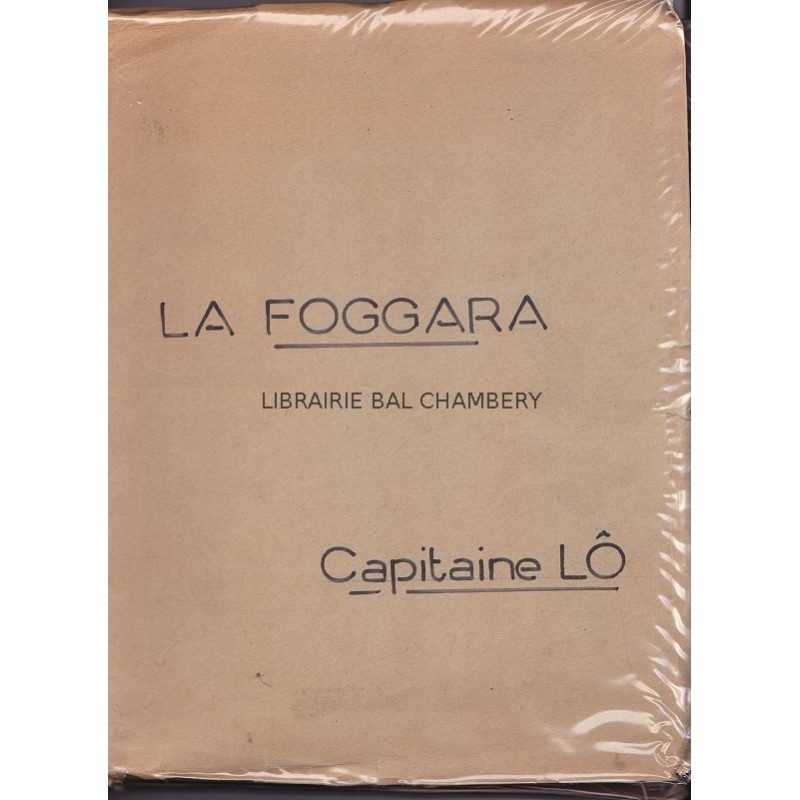 LA FOGGARA
LIBRAIRIE BAL CHAMBERY
Capitaine LÔ